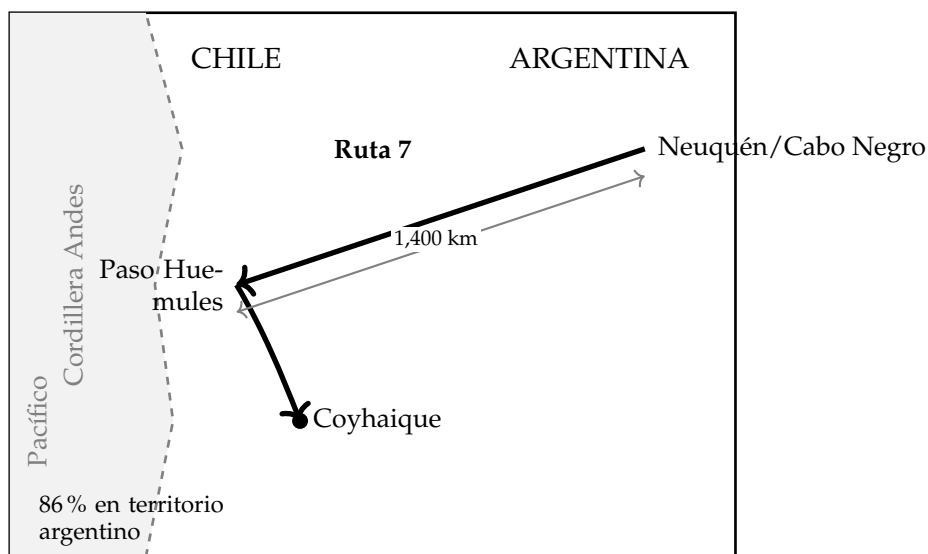 CHILE
ARGENTINA
Ruta 7
Neuquén/Cabo Negro
1,400 km
Paso Hue-
mules
Cordillera Andes
Pacífico
Coyhaique
86 % en territorio
argentino